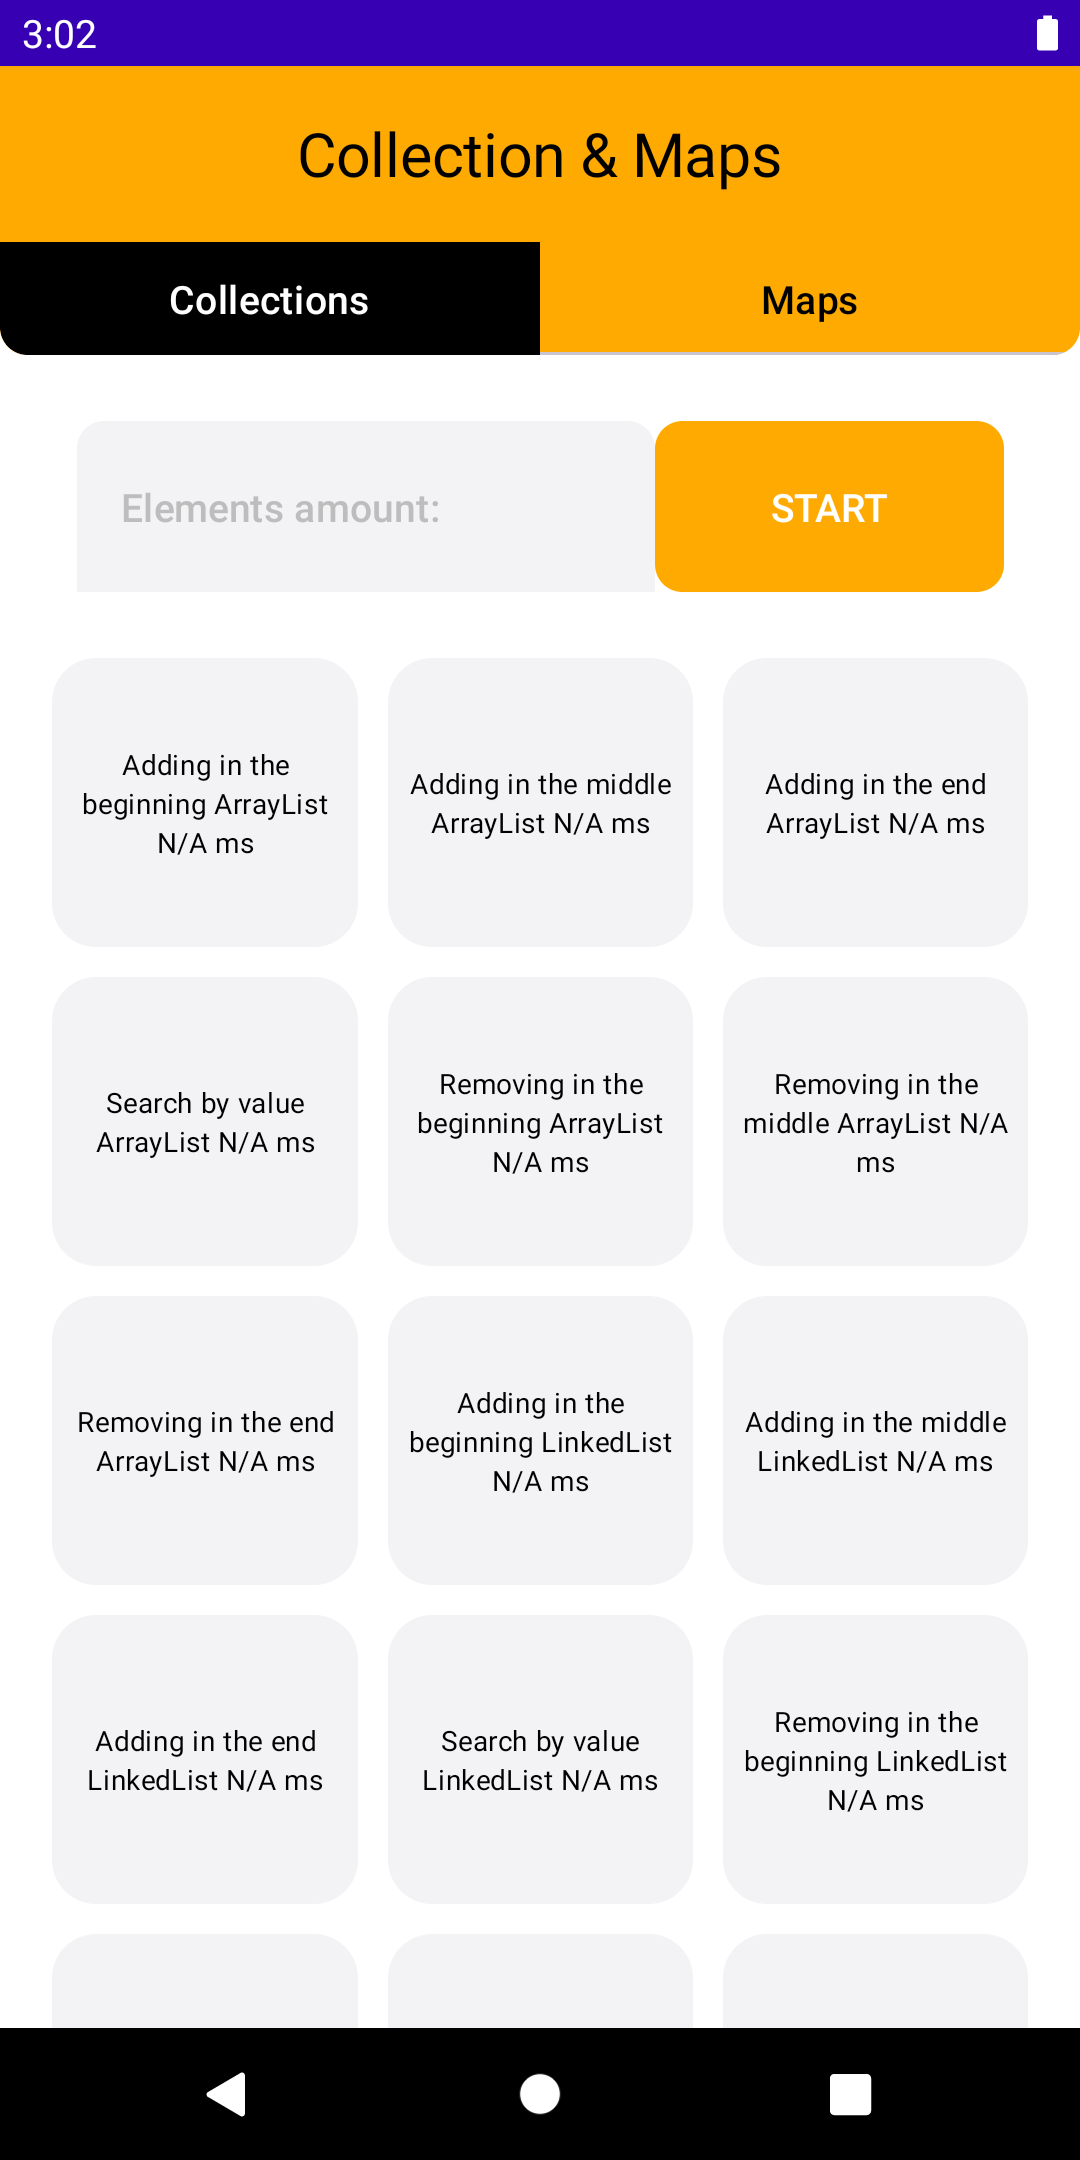 3:02
Collection & Maps
Collections
Maps
Elements amount:
START
Adding in the
beginning ArrayList
N/A ms
Adding in the middle
ArrayList N/A ms
Adding in the end
ArrayList N/A ms
Search by value
ArrayList N/A ms
Removing in the
beginning ArrayList
N/A ms
Removing in the
middle ArrayList N/A
ms
Removing in the end
ArrayList N/A ms
Adding in the
beginning LinkedList
N/A ms
Adding in the middle
LinkedList N/A ms
Adding in the end
LinkedList N/A ms
Search by value
LinkedList N/A ms
Removing in the
beginning LinkedList
N/A ms